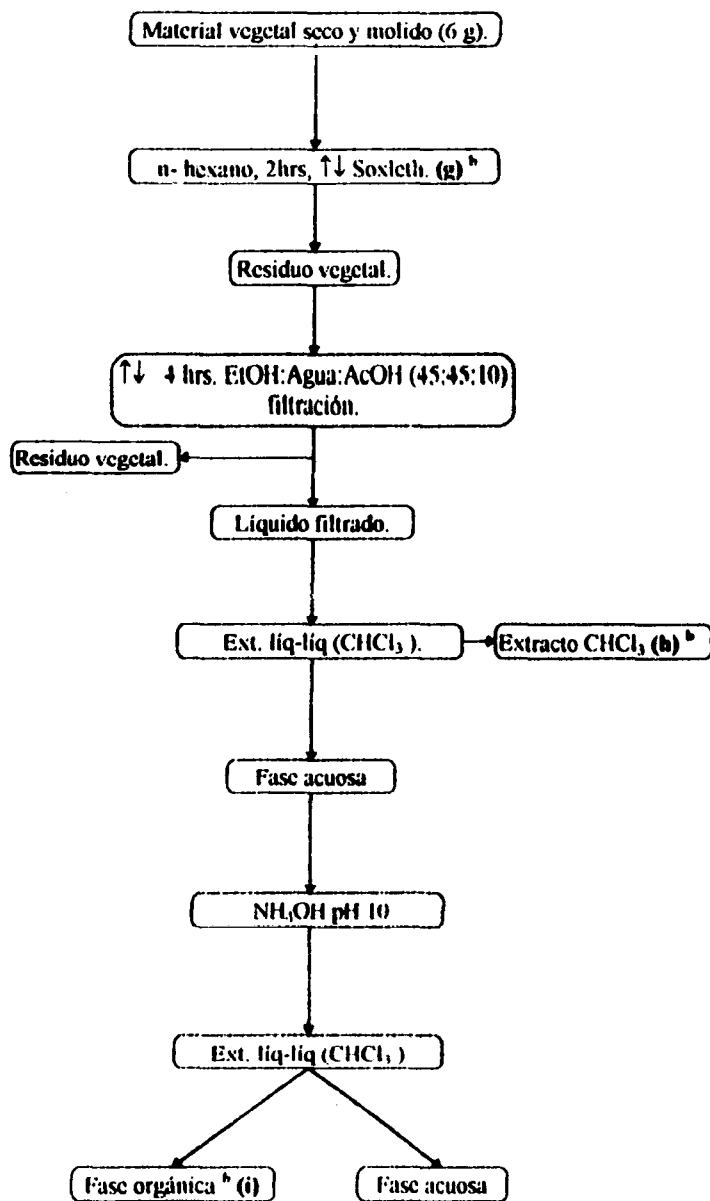 Material vegetal seco y molido (6 g).
n- hexano, 2hrs, ↑↓ Soxleth. (g) ᵇ
Residuo vegetal.
↑↓ 4 hrs. EtOH:Agua:AcOH (45:45:10)
filtración.
Residuo vegetal.
Líquido filtrado.
Ext. líq-líq (CHCl₃ ).
Extracto CHCl₃ (h) ᵇ
Fase acuosa
NH₄OH pH 10
Ext. líq-líq (CHCl₃ )
Fase orgánica ᵇ (i)
Fase acuosa